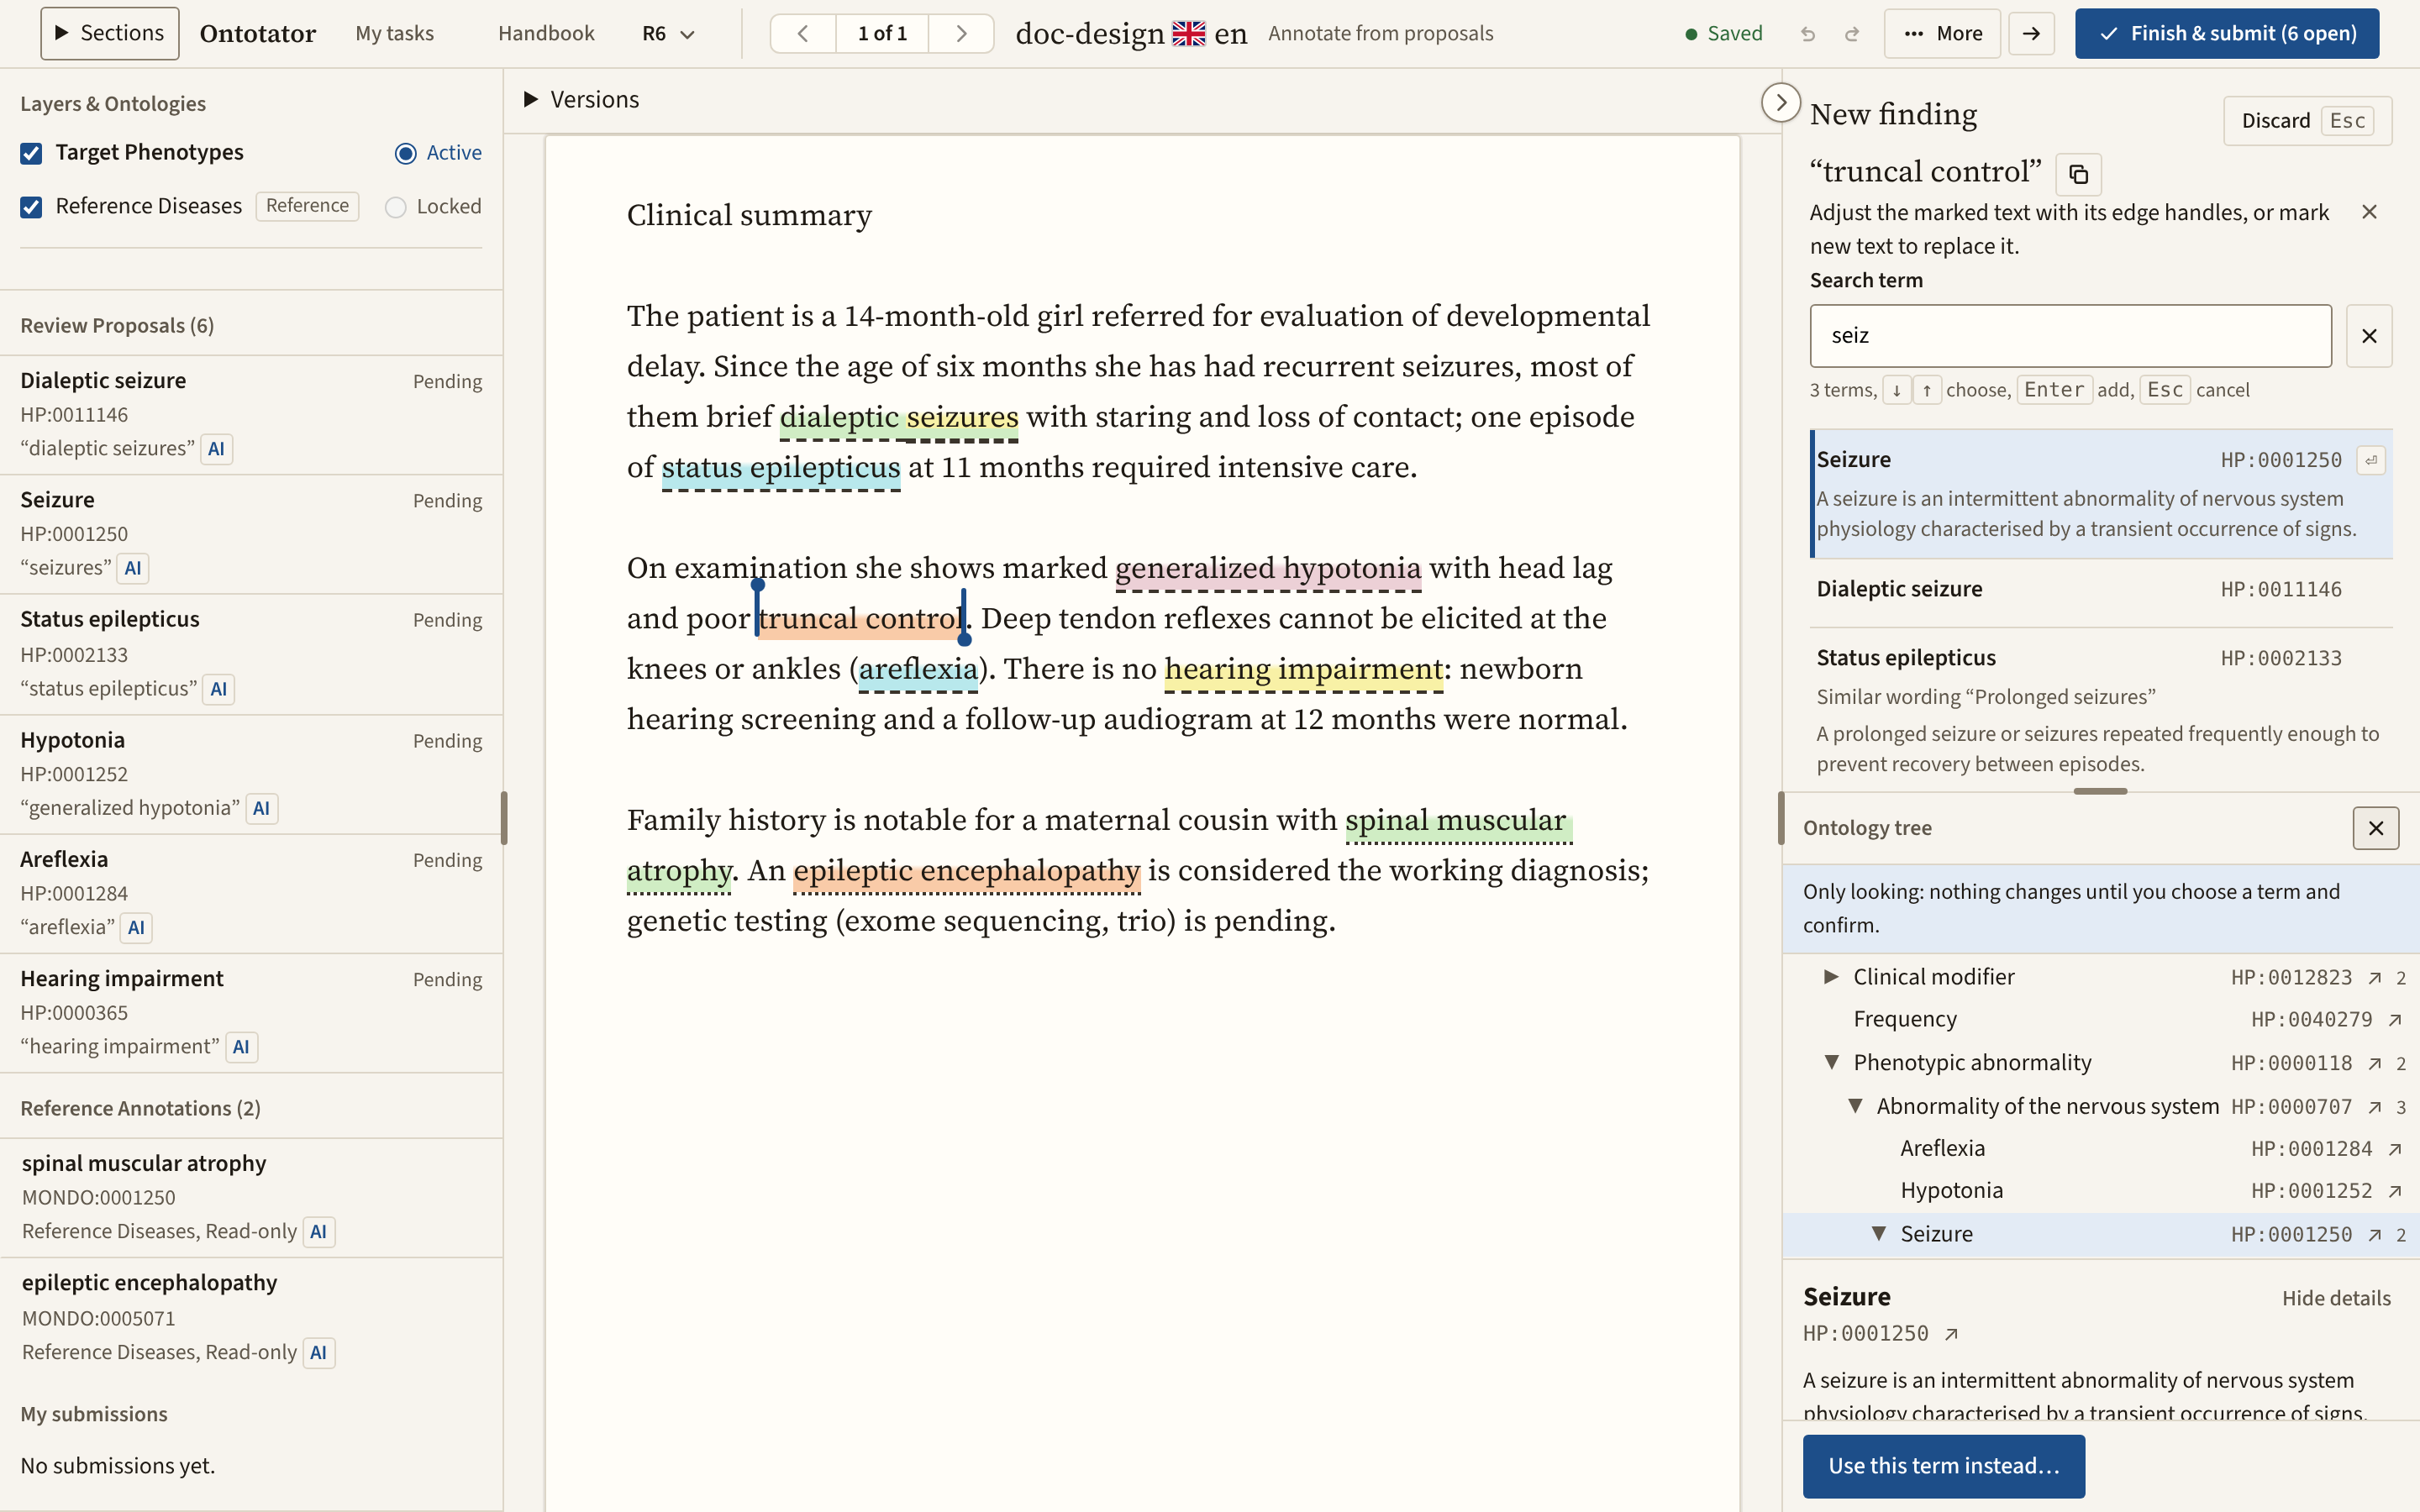 Sections
Ontotator
My tasks
Handbook
R6
1 of 1
doc-design en
Annotate from proposals
Saved
More
Finish & submit (6 open)
Layers & Ontologies
Target Phenotypes
Active
Reference Diseases
Reference
Locked
Review Proposals (6)
Dialeptic seizure
Pending
HP:0011146
“dialeptic seizures” AI
Seizure
Pending
HP:0001250
“seizures” AI
Status epilepticus
Pending
HP:0002133
“status epilepticus” AI
Hypotonia
Pending
HP:0001252
“generalized hypotonia” AI
Areflexia
Pending
HP:0001284
“areflexia” AI
Hearing impairment
Pending
HP:0000365
“hearing impairment” AI
Reference Annotations (2)
spinal muscular atrophy
MONDO:0001250
Reference Diseases, Read-only AI
epileptic encephalopathy
MONDO:0005071
Reference Diseases, Read-only AI
My submissions
No submissions yet.
Versions
Clinical summary
The patient is a 14-month-old girl referred for evaluation of developmental
delay. Since the age of six months she has had recurrent seizures, most of
them brief dialeptic seizures with staring and loss of contact; one episode
of status epilepticus at 11 months required intensive care.
On examination she shows marked generalized hypotonia with head lag
and poor truncal control. Deep tendon reflexes cannot be elicited at the
knees or ankles (areflexia). There is no hearing impairment: newborn
hearing screening and a follow-up audiogram at 12 months were normal.
Family history is notable for a maternal cousin with spinal muscular
atrophy. An epileptic encephalopathy is considered the working diagnosis;
genetic testing (exome sequencing, trio) is pending.
New finding
Discard Esc
“truncal control”
Adjust the marked text with its edge handles, or mark
new text to replace it.
Search term
seiz
3 terms, ↓ ↑ choose, Enter add, Esc cancel
Seizure
HP:0001250
A seizure is an intermittent abnormality of nervous system
physiology characterised by a transient occurrence of signs.
Dialeptic seizure
HP:0011146
Status epilepticus
HP:0002133
Similar wording “Prolonged seizures”
A prolonged seizure or seizures repeated frequently enough to
prevent recovery between episodes.
Ontology tree
Only looking: nothing changes until you choose a term and
confirm.
Clinical modifier HP:0012823 ↗ 2
Frequency HP:0040279 ↗
Phenotypic abnormality HP:0000118 ↗ 2
Abnormality of the nervous system HP:0000707 ↗ 3
Areflexia HP:0001284 ↗
Hypotonia HP:0001252 ↗
Seizure HP:0001250 ↗ 2
Seizure
Hide details
HP:0001250 ↗
A seizure is an intermittent abnormality of nervous system
physiology characterised by a transient occurrence of signs.
Use this term instead…